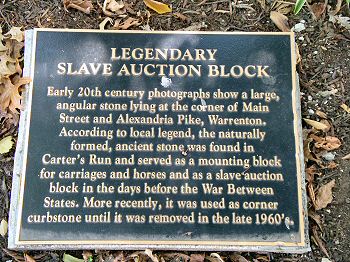 LEGENDARY
SLAVE AUCTION BLOCK
Early 20th century photographs show a large,
angular stone lying at the corner of Main
Street and Alexandria Pike, Warrenton.
According to local legend, the naturally
formed, ancient stone was found in
Carter's Run and served as a mounting block
for carriages and horses and as a slave auction
block in the days before the War Between
States. More recently, it was used as corner
curbstone until it was removed in the late 1960's.